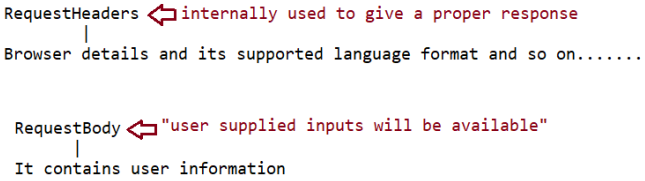 RequestHeaders internally used to give a proper response
|
Browser details and its supported language format and so on.......
RequestBody "user supplied inputs will be available"
|
It contains user information